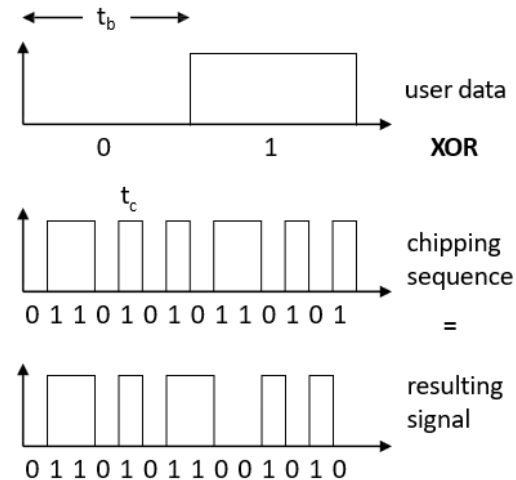 t_b
user data
0 1 XOR
t_c
chipping
sequence
0 1 1 0 1 0 1 0 1 1 0 1 0 1
=
resulting
signal
0 1 1 0 1 0 1 1 0 0 1 0 1 0